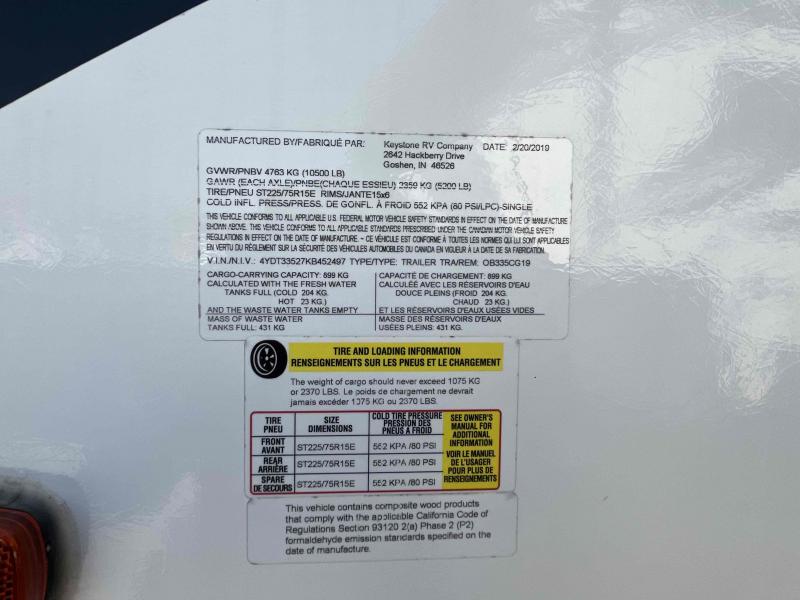 MANUFACTURED BY/FABRIQUÉ PAR: Keystone RV Company DATE: 2/20/2019
2642 Hackberry Drive
Goshen, IN 46526
GVWR/PNBV 4763 KG (10500 LB)
GAWR (EACH AXLE)/PNBE(CHAQUE ESSIEU) 2359 KG (5200 LB)
TIRE/PNEU ST225/75R15E RIMS/JANTE15x6
COLD INFL. PRESS/PRESS. DE GONFL. À FROID 552 KPA (80 PSI/LPC)-SINGLE
THIS VEHICLE CONFORMS TO ALL APPLICABLE U.S. FEDERAL MOTOR VEHICLE SAFETY STANDARDS IN EFFECT ON THE DATE OF MANUFACTURE
SHOWN ABOVE. THIS VEHICLE CONFORMS TO ALL APPLICABLE STANDARDS PRESCRIBED UNDER THE CANADIAN MOTOR VEHICLE SAFETY
REGULATIONS IN EFFECT ON THE DATE OF MANUFACTURE. - CE VÉHICULE EST CONFORME À TOUTES LES NORMES QUI LUI SONT APPLICABLES
EN VERTU DU RÈGLEMENT SUR LA SÉCURITÉ DES VÉHICULES AUTOMOBILES DU CANADA EN VIGUEUR À LA DATE DE SA FABRICATION.
V.I.N./N.I.V.: 4YDT33527KB452497 TYPE/TYPE: TRAILER TRA/REM: OB335CG19
CARGO-CARRYING CAPACITY: 899 KG
CALCULATED WITH THE FRESH WATER
TANKS FULL (COLD 204 KG.
HOT 23 KG.)
AND THE WASTE WATER TANKS EMPTY
MASS OF WASTE WATER
TANKS FULL: 431 KG
CAPACITÉ DE CHARGEMENT: 899 KG
CALCULÉE AVEC LES RÉSERVOIRS D'EAU
DOUCE PLEINS (FROID 204 KG.
CHAUD 23 KG.)
ET LES RÉSERVOIRS D'EAUX USÉES VIDES
MASSE DES RÉSERVOIRS D'EAUX
USÉES PLEINS: 431 KG.
TIRE AND LOADING INFORMATION
RENSEIGNEMENTS SUR LES PNEUS ET LE CHARGEMENT
The weight of cargo should never exceed 1075 KG
or 2370 LBS. Le poids de chargement ne devrait
jamais excéder 1075 KG ou 2370 LBS.
TIRE
PNEU
SIZE
DIMENSIONS
COLD TIRE PRESSURE
PRESSION DES
PNEUS A FROID
FRONT
AVANT
ST225/75R15E
552 KPA /80 PSI
REAR
ARRIÈRE
ST225/75R15E
552 KPA /80 PSI
SPARE
DE SECOURS
ST225/75R15E
552 KPA /80 PSI
SEE OWNER'S
MANUAL FOR
ADDITIONAL
INFORMATION
VOIR LE MANUEL
DE L'USAGER
POUR PLUS DE
RENSEIGNEMENTS
This vehicle contains composite wood products
that comply with the applicable California Code of
Regulations Section 93120 2(a) Phase 2 (P2)
formaldehyde emission standards specified on the
date of manufacture.